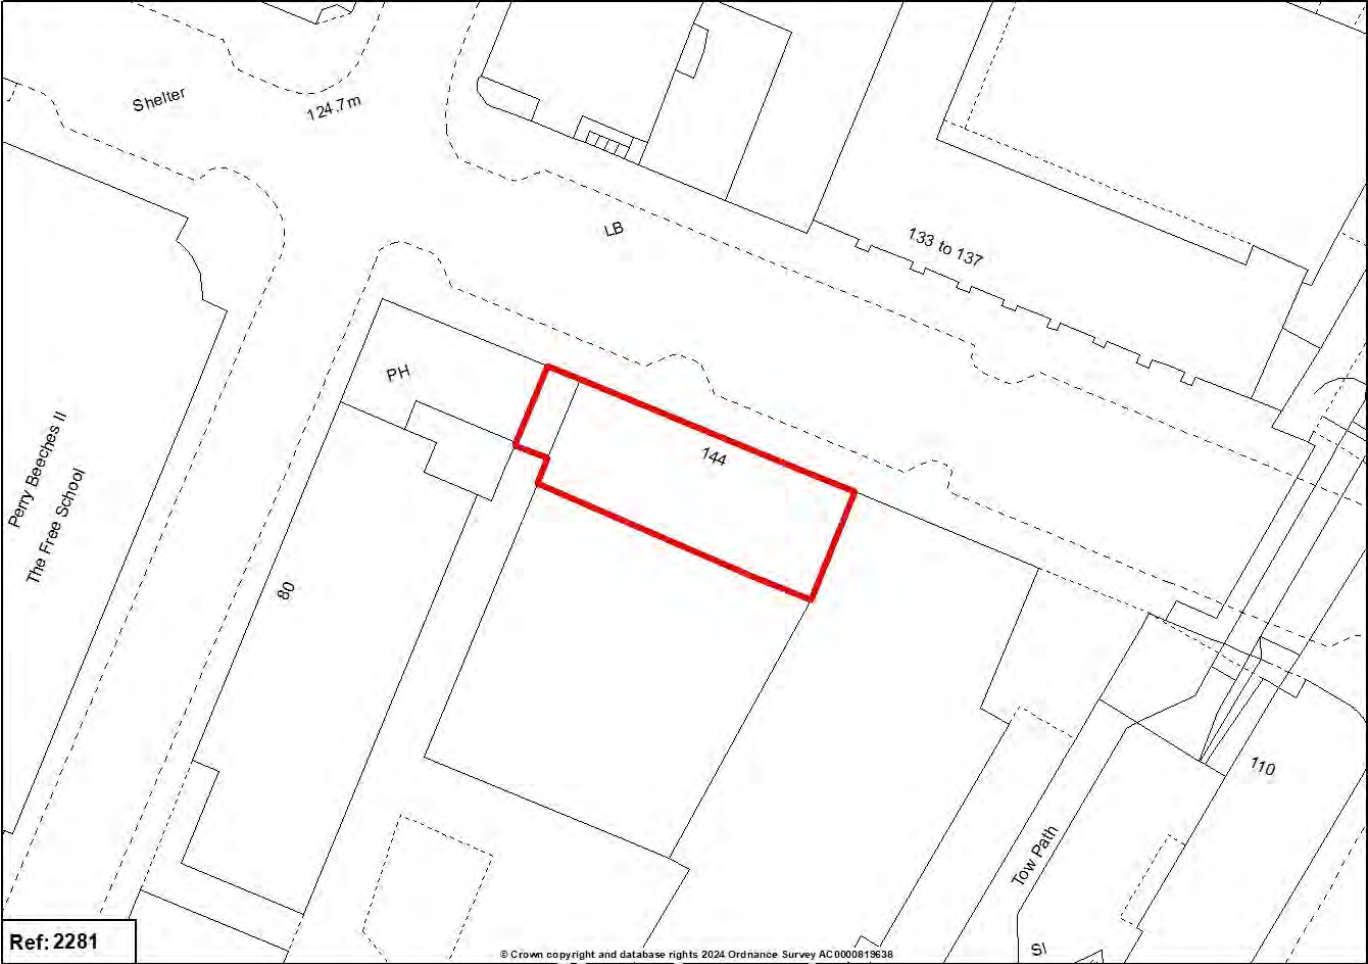 Shelter
124.7m
LB
133 to 137
PH
144
Perry Beeches II
The Free School
80
110
Tow Path
Sl
Ref: 2281
© Crown copyright and database rights 2024 Ordnance Survey AC0000819638